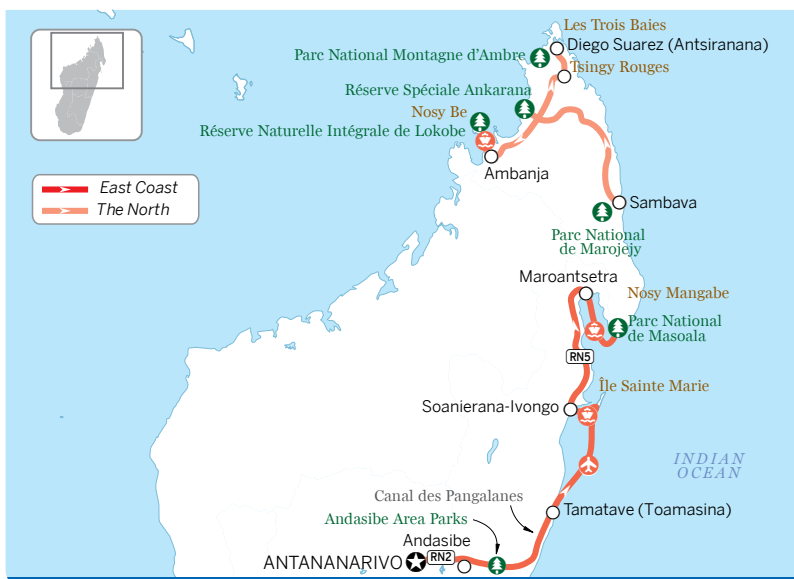 Les Trois Baies
Diego Suarez (Antsiranana)
Parc National Montagne d'Ambre
Tsingy Rouges
Réserve Spéciale Ankarana
Nosy Be
Réserve Naturelle Intégrale de Lokobe
Ambanja
East Coast
The North
Sambava
Parc National
de Marojejy
Maroantsetra
Nosy Mangabe
Parc National
de Masoala
RN5
Île Sainte Marie
Soanierana-Ivongo
INDIAN
OCEAN
Canal des Pangalanes
Tamatave (Toamasina)
Andasibe Area Parks
Andasibe
ANTANANARIVO
RN2